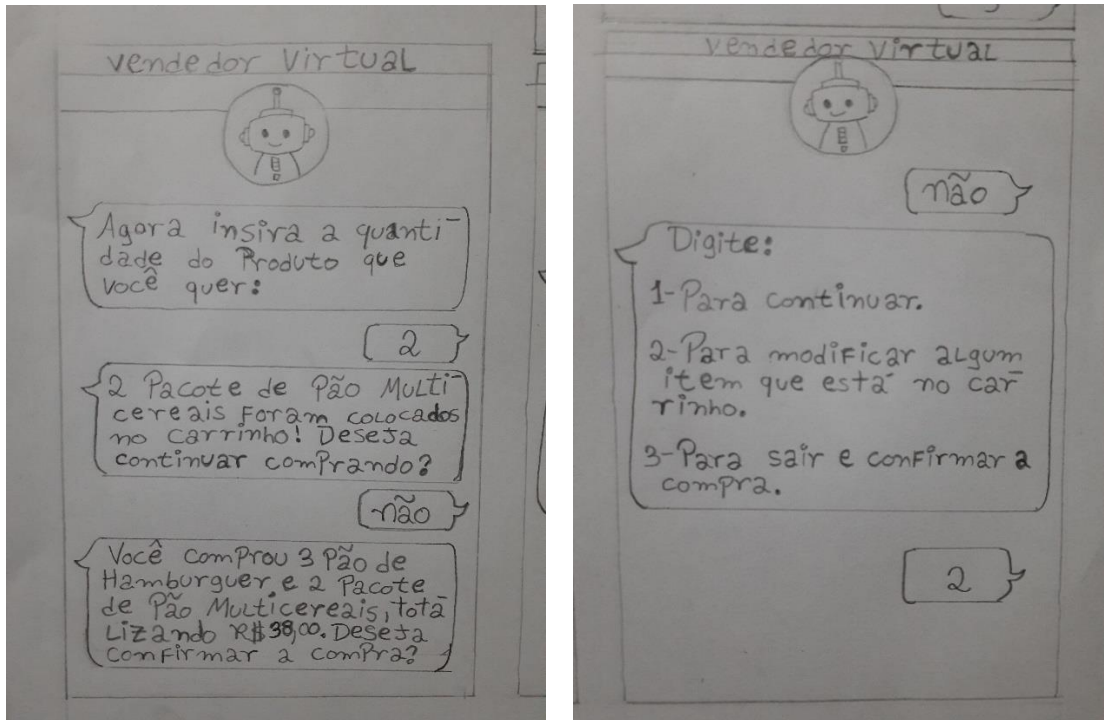 vendedor virtual
Agora insira a quanti-
dade do Produto que
você quer:
2
2 Pacote de Pão Multi-
cereais Foram colocados
no carrinho! Deseja
continuar comprando?
não
Você comprou 3 Pão de
Hamburguer, e 2 Pacote
de Pão Multicereais, tota
Lizando R$ 38,00. Deseja
confirmar a compra?
vendedor virtual
não
Digite:
1-Para continuar.
2-Para modificar algum
item que está no car-
rinho.
3-Para sair e confirmar a
compra.
2